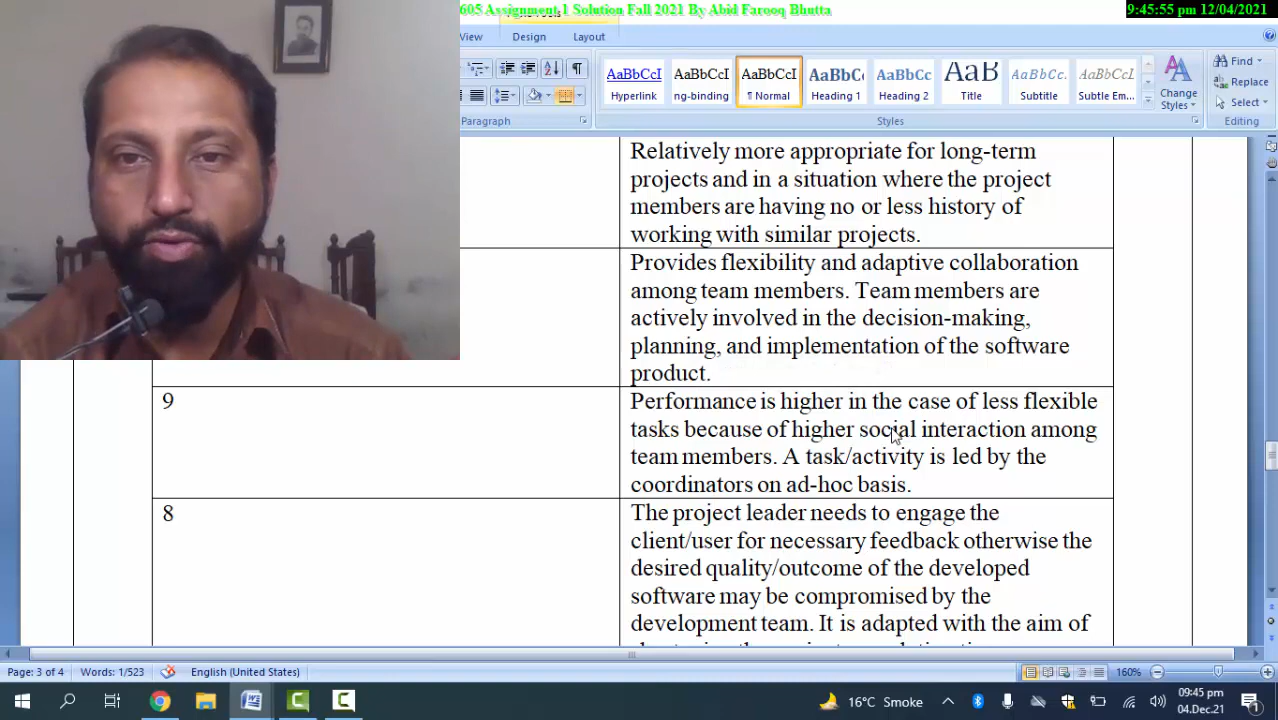 605 Assignment 1 Solution Fall 2021 By Abid Farooq Bhutta
9:45:55 pm 12/04/2021
View Design Layout
AaBbCcI AaBbCcI AaBbCcI AaBbCc AaBbCc AaB AaBbCc. AaBbCcL
Hyperlink ng-binding ¶ Normal Heading 1 Heading 2 Title Subtitle Subtle Em...
Change
Styles
Find
Replace
Select
Paragraph Styles Editing
Relatively more appropriate for long-term
projects and in a situation where the project
members are having no or less history of
working with similar projects.
Provides flexibility and adaptive collaboration
among team members. Team members are
actively involved in the decision-making,
planning, and implementation of the software
product.
9
Performance is higher in the case of less flexible
tasks because of higher social interaction among
team members. A task/activity is led by the
coordinators on ad-hoc basis.
8
The project leader needs to engage the
client/user for necessary feedback otherwise the
desired quality/outcome of the developed
software may be compromised by the
development team. It is adapted with the aim of
Page: 3 of 4 Words: 1/523 English (United States) 160%
16°C Smoke
09:45 pm
04.Dec.21
1